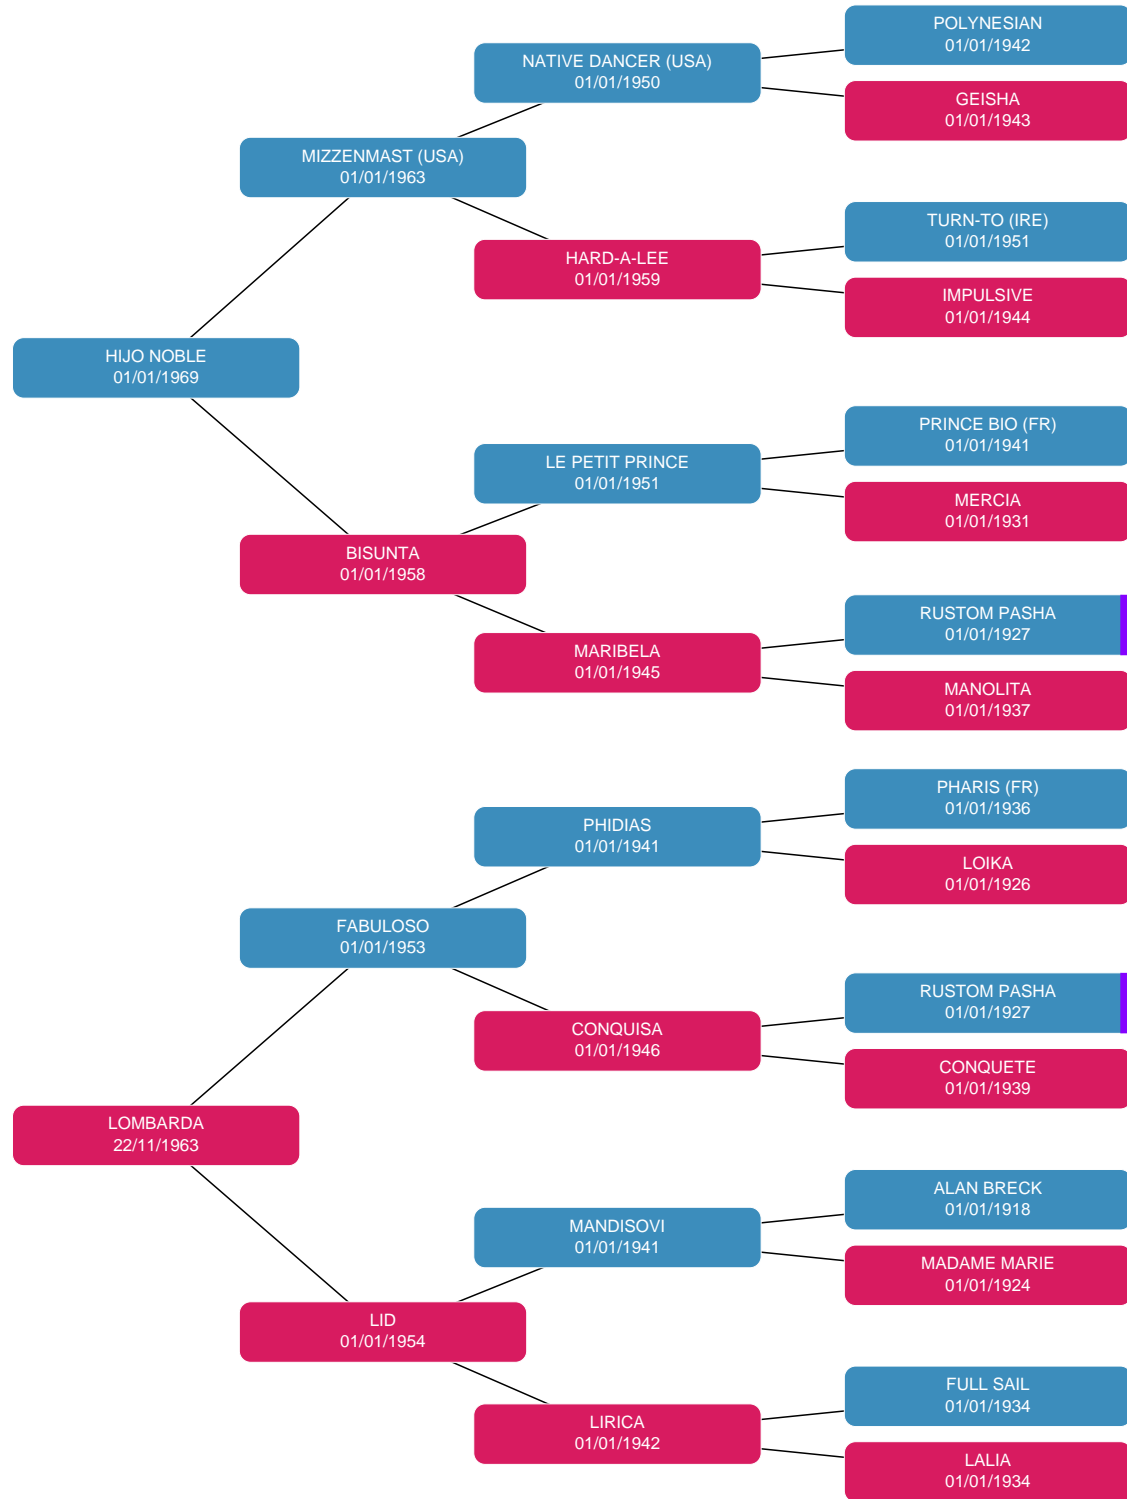 POLYNESIAN
01/01/1942
NATIVE DANCER (USA)
01/01/1950
GEISHA
01/01/1943
MIZZENMAST (USA)
01/01/1963
TURN-TO (IRE)
01/01/1951
HARD-A-LEE
01/01/1959
IMPULSIVE
01/01/1944
HIJO NOBLE
01/01/1969
PRINCE BIO (FR)
01/01/1941
LE PETIT PRINCE
01/01/1951
MERCIA
01/01/1931
BISUNTA
01/01/1958
RUSTOM PASHA
01/01/1927
MARIBELA
01/01/1945
MANOLITA
01/01/1937
PHARIS (FR)
01/01/1936
PHIDIAS
01/01/1941
LOIKA
01/01/1926
FABULOSO
01/01/1953
RUSTOM PASHA
01/01/1927
CONQUISA
01/01/1946
CONQUETE
01/01/1939
LOMBARDA
22/11/1963
ALAN BRECK
01/01/1918
MANDISOVI
01/01/1941
MADAME MARIE
01/01/1924
LID
01/01/1954
FULL SAIL
01/01/1934
LIRICA
01/01/1942
LALIA
01/01/1934